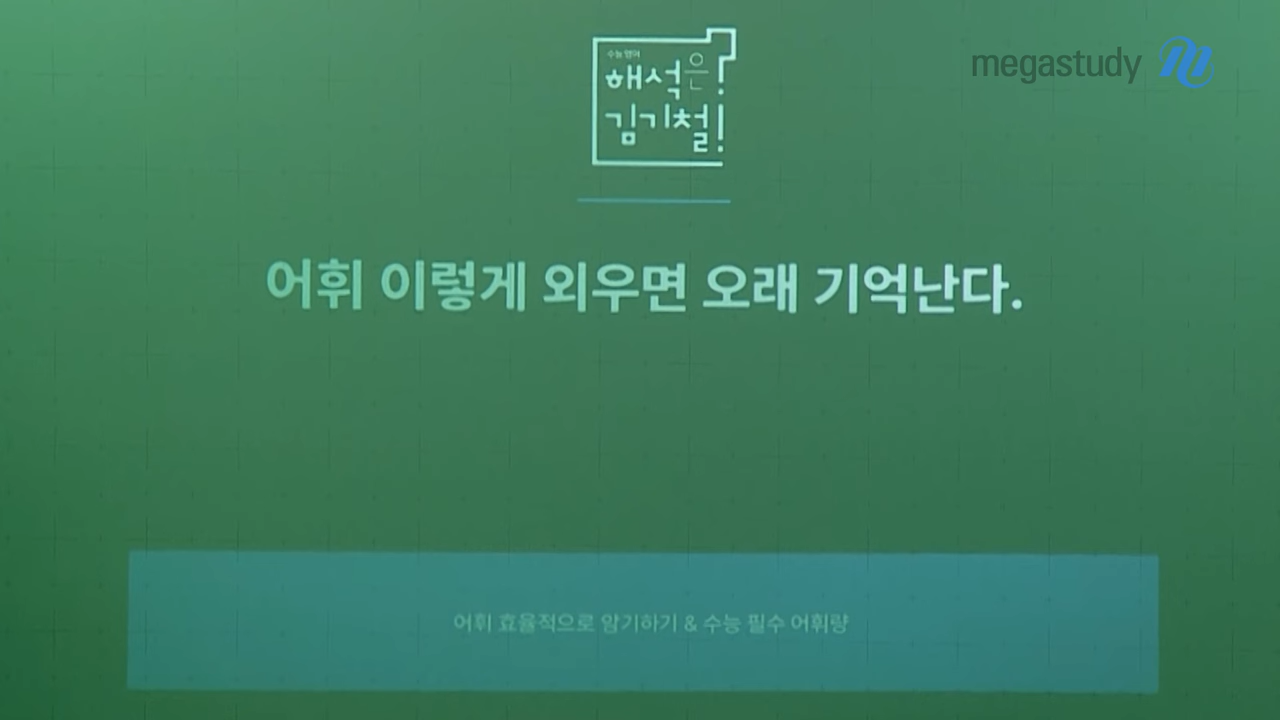 megastudy
수능 영어
해석은!
김기철!
어휘 이렇게 외우면 오래 기억난다.
어휘 효율적으로 암기하기 & 수능 필수 어휘량